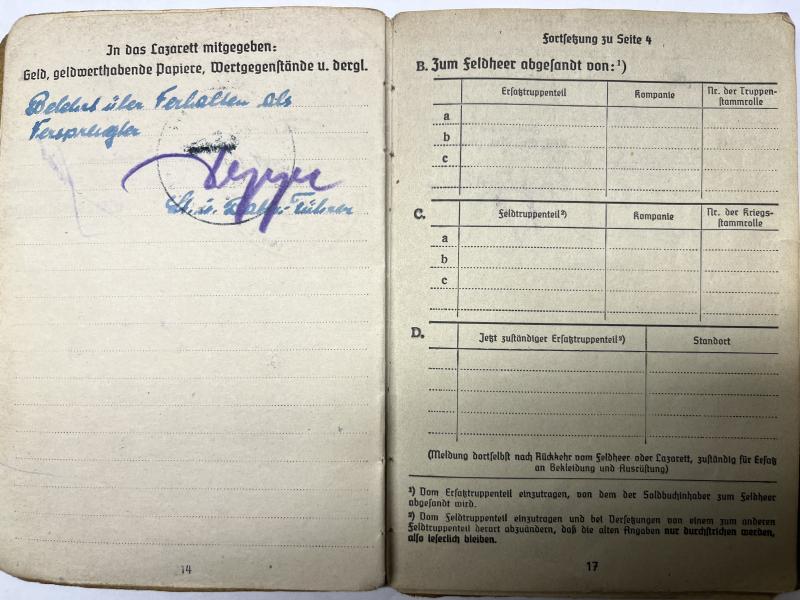 In das Lazarett mitgegeben:
Geld, geldwerthabende Papiere, Wertgegenstände u. dergl.
Belehrt über Verhalten als
Versprengter
Lt. u. Battr. Führer
14
Fortsetzung zu Seite 4
B. Zum Feldheer abgesandt von:¹)
Ersatztruppenteil
Kompanie
Nr. der Truppen-
stammrolle
a
b
c
C.
Feldtruppenteil²)
Kompanie
Nr. der Kriegs-
stammrolle
a
b
c
D.
Jetzt zuständiger Ersatztruppenteil²)
Standort
(Meldung dortselbst nach Rückkehr vom Feldheer oder Lazarett, zuständig für Ersatz
an Bekleidung und Ausrüstung)
¹) Vom Ersatztruppenteil einzutragen, von dem der Soldbuchinhaber zum Feldheer
abgesandt wird.
²) Vom Feldtruppenteil einzutragen und bei Versetzungen von einem zum anderen
Feldtruppenteil derart abzuändern, daß die alten Angaben nur durchstrichen werden,
also leserlich bleiben.
17